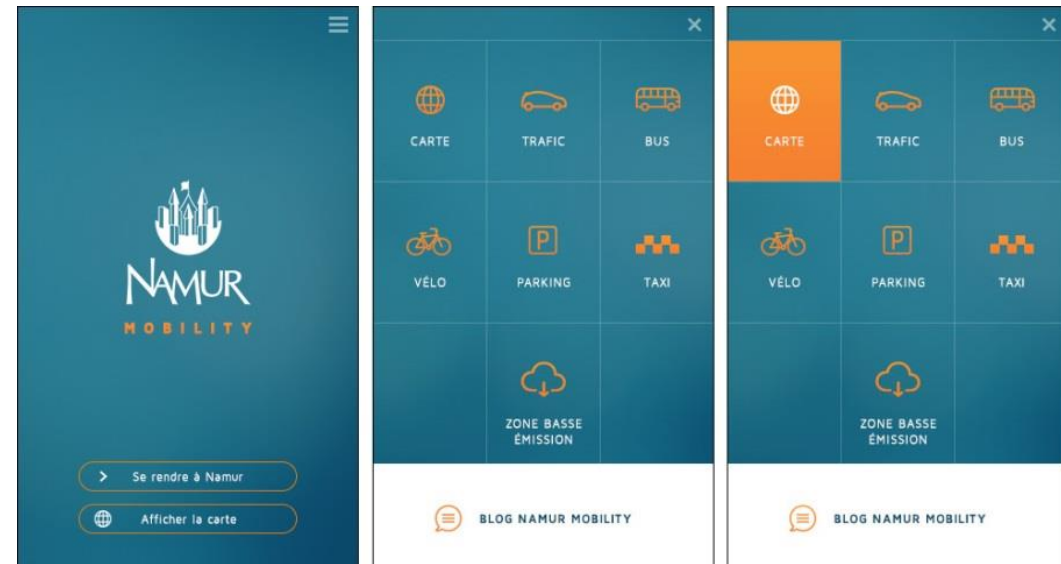 NAMUR
MOBILITY
Se rendre à Namur
Afficher la carte
CARTE
TRAFIC
BUS
VÉLO
P
PARKING
TAXI
ZONE BASSE
ÉMISSION
BLOG NAMUR MOBILITY
CARTE
TRAFIC
BUS
VÉLO
P
PARKING
TAXI
ZONE BASSE
ÉMISSION
BLOG NAMUR MOBILITY